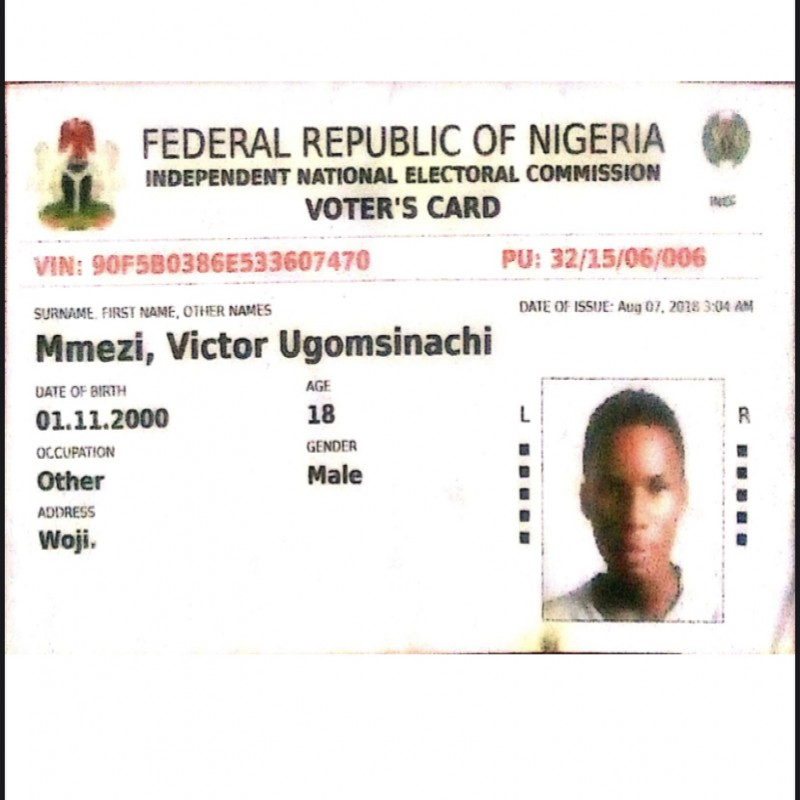 FEDERAL REPUBLIC OF NIGERIA
INDEPENDENT NATIONAL ELECTORAL COMMISSION
VOTER'S CARD
INEC
VIN: 90F5B0386E533607470 PU: 32/15/06/006
SURNAME, FIRST NAME, OTHER NAMES DATE OF ISSUE: Aug 07, 2018 3:04 AM
Mmezi, Victor Ugomsinachi
DATE OF BIRTH AGE
01.11.2000 18
L R
OCCUPATION GENDER
Other Male
ADDRESS
Woji.